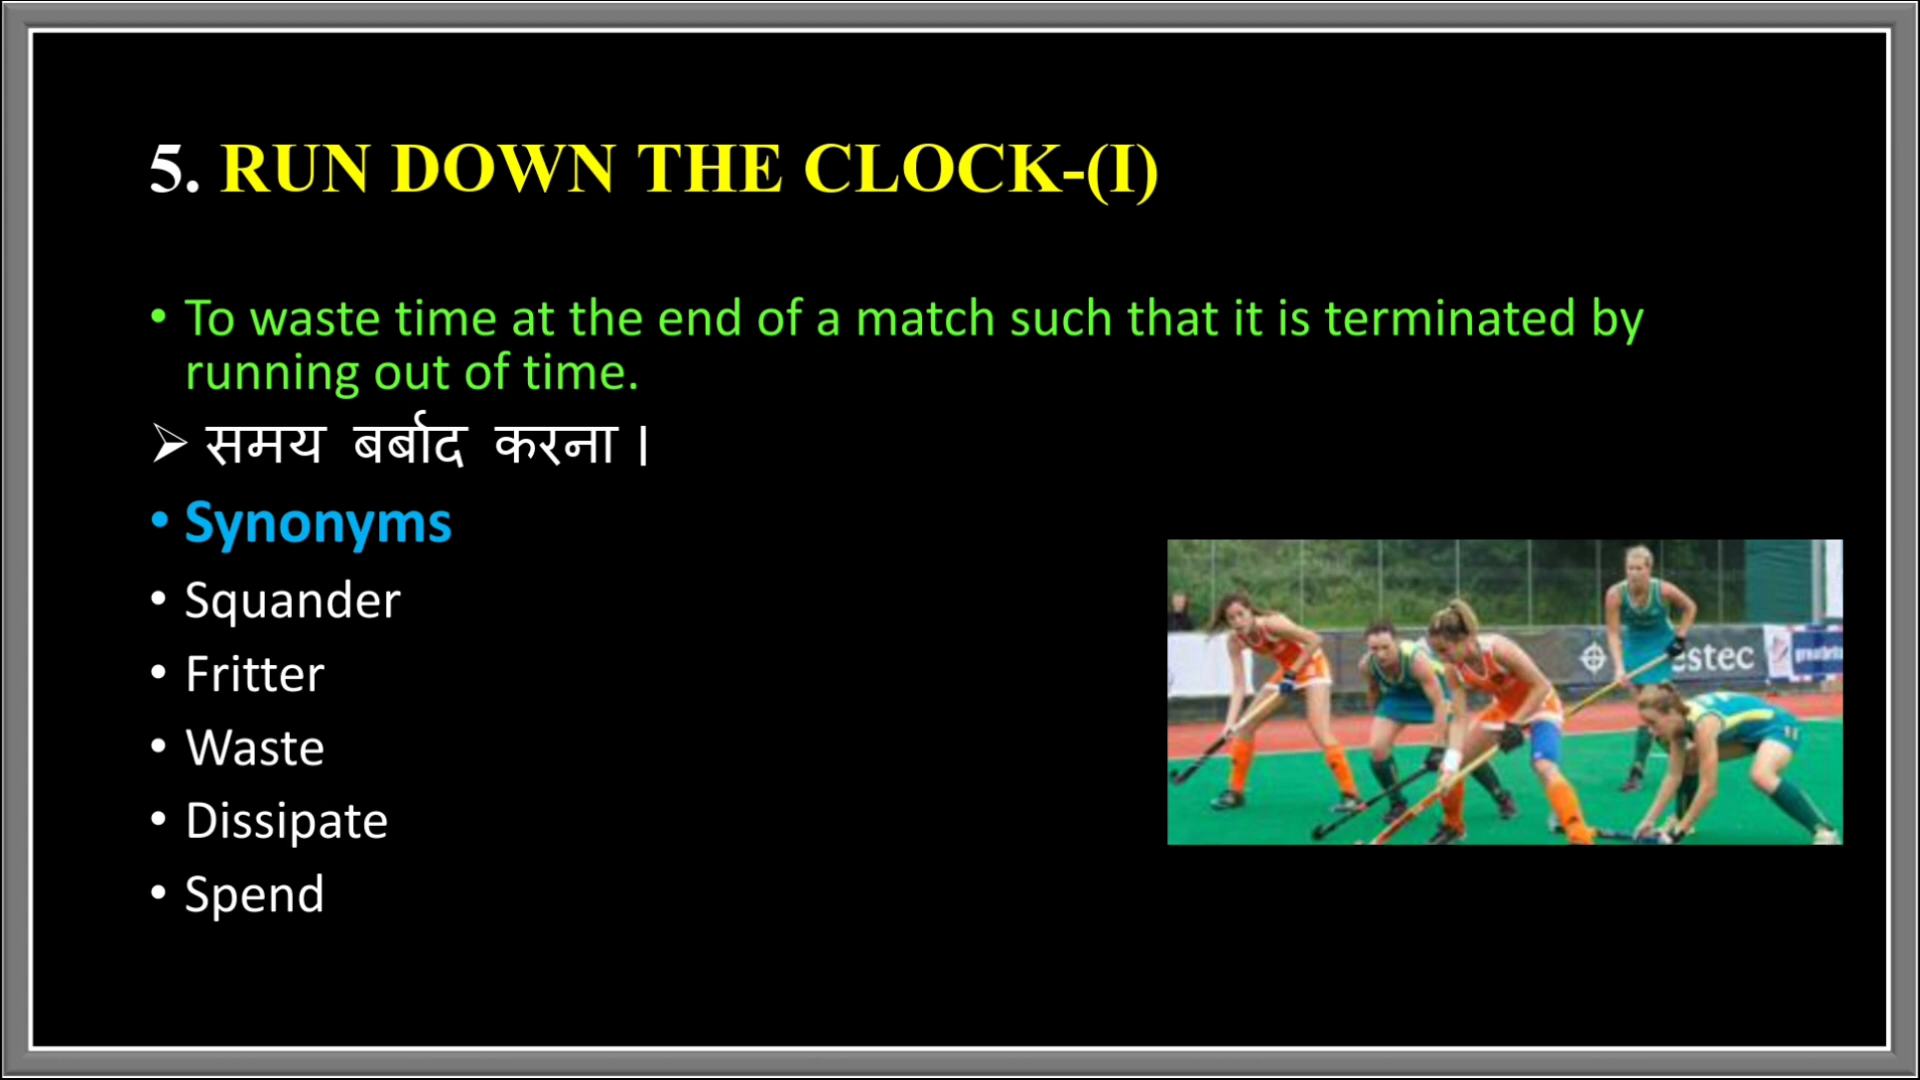 5. RUN DOWN THE CLOCK-(I)
• To waste time at the end of a match such that it is terminated by
running out of time.
➢ समय बर्बाद करना ।
• Synonyms
• Squander
• Fritter
• Waste
• Dissipate
• Spend
estec